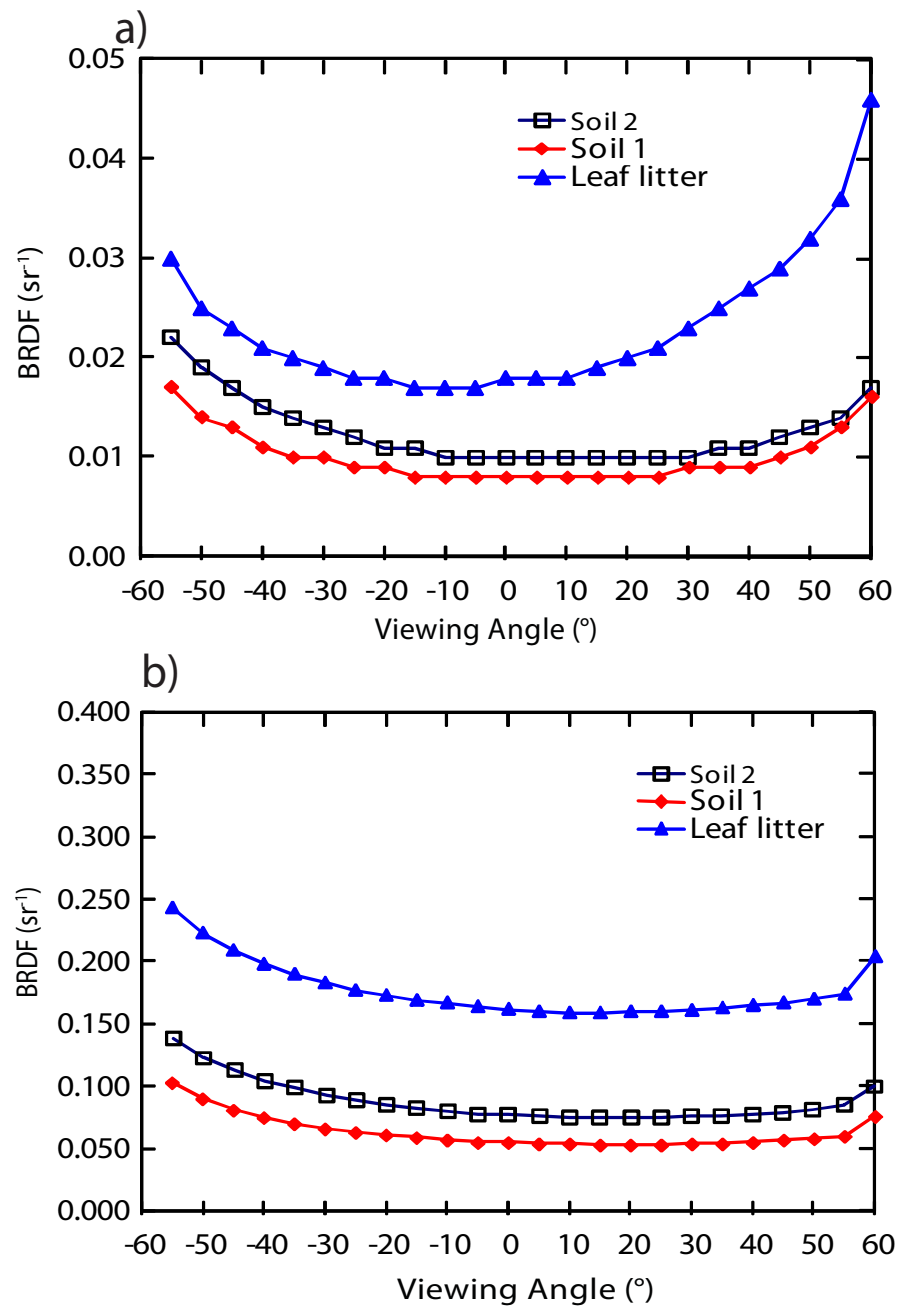 a)
0.05
0.04
0.03
0.02
0.01
0.00
BRDF (sr⁻¹)
Soil 2
Soil 1
Leaf litter
-60 -50 -40 -30 -20 -10 0 10 20 30 40 50 60
Viewing Angle (°)
b)
0.400
0.350
0.300
0.250
0.200
0.150
0.100
0.050
0.000
BRDF (sr⁻¹)
Soil 2
Soil 1
Leaf litter
-60 -50 -40 -30 -20 -10 0 10 20 30 40 50 60
Viewing Angle (°)